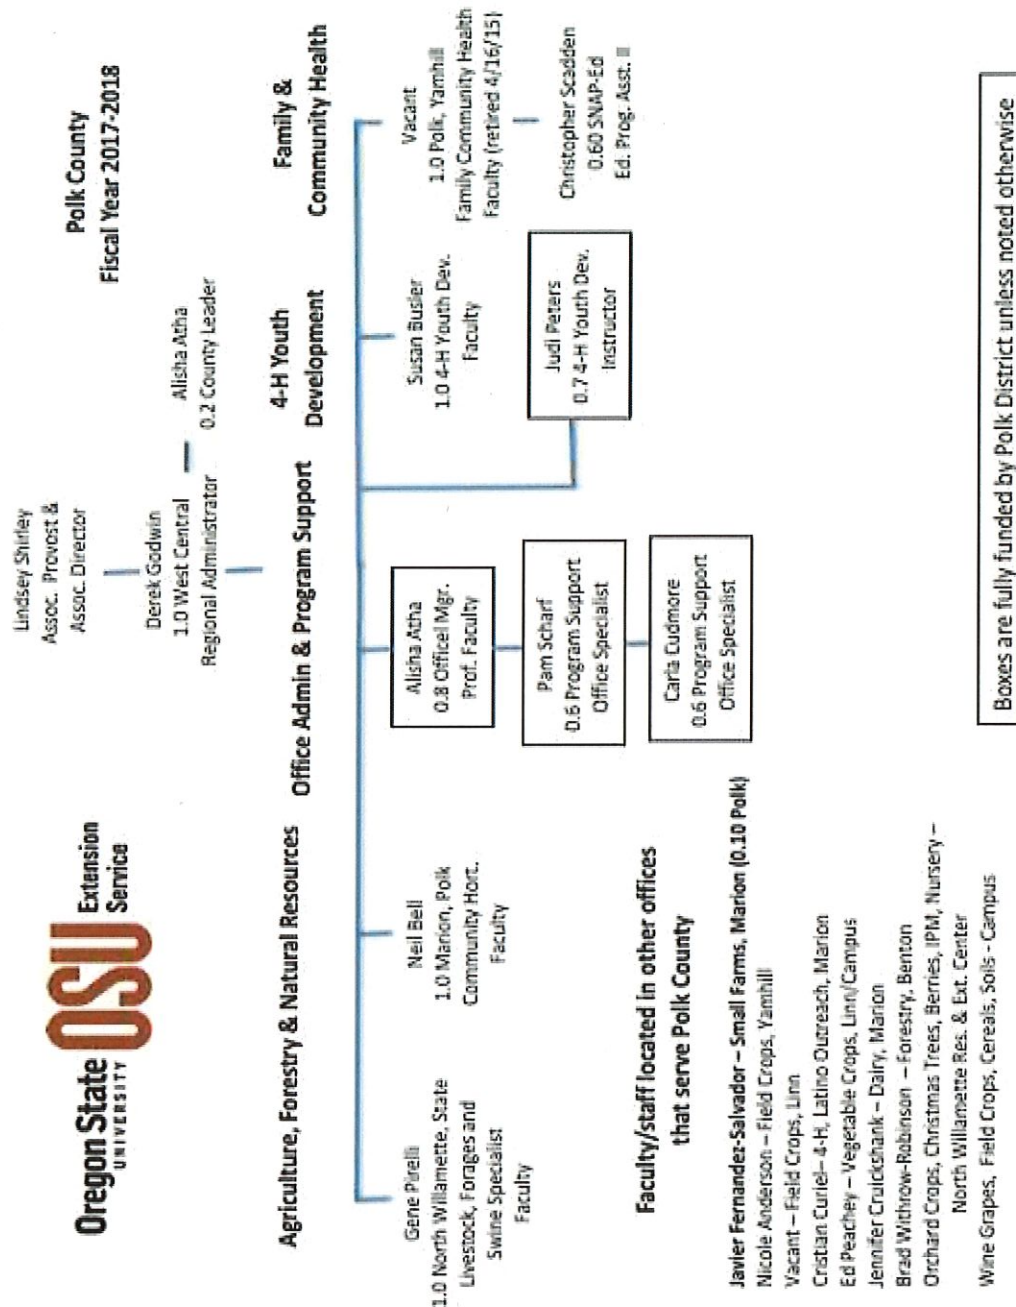 Oregon State
UNIVERSITY
OSU
Extension
Service
Lindsey Shirley
Assoc. Provost &
Assoc. Director
Derek Godwin
1.0 West Central
Regional Administrator
Alisha Atha
0.2 County Leader
Polk County
Fiscal Year 2017-2018
Agriculture, Forestry & Natural Resources
Office Admin & Program Support
4-H Youth
Development
Family &
Community Health
Gene Pirelli
1.0 North Willamette, State
Livestock, Forages and
Swine Specialist
Faculty
Neil Bell
1.0 Marion, Polk
Community Hort.
Faculty
Alisha Atha
0.8 Officel Mgr.
Prof. Faculty
Pam Scharf
0.6 Program Support
Office Specialist
Carla Cudmore
0.6 Program Support
Office Specialist
Susan Busler
1.0 4-H Youth Dev.
Faculty
Judi Peters
0.7 4-H Youth Dev.
Instructor
Vacant
1.0 Polk, Yamhill
Family Community Health
Faculty (retired 4/16/15)
Christopher Scadden
0.60 SNAP-Ed
Ed. Prog. Asst. II
Faculty/staff located in other offices
that serve Polk County
Javier Fernandez-Salvador – Small Farms, Marion (0.10 Polk)
Nicole Anderson – Field Crops, Yamhill
Vacant – Field Crops, Linn
Cristian Curiel– 4-H, Latino Outreach, Marion
Ed Peachey – Vegetable Crops, Linn/Campus
Jennifer Cruickshank – Dairy, Marion
Brad Withrow-Robinson – Forestry, Benton
Orchard Crops, Christmas Trees, Berries, IPM, Nursery –
North Willamette Res. & Ext. Center
Wine Grapes, Field Crops, Cereals, Soils - Campus
Boxes are fully funded by Polk District unless noted otherwise